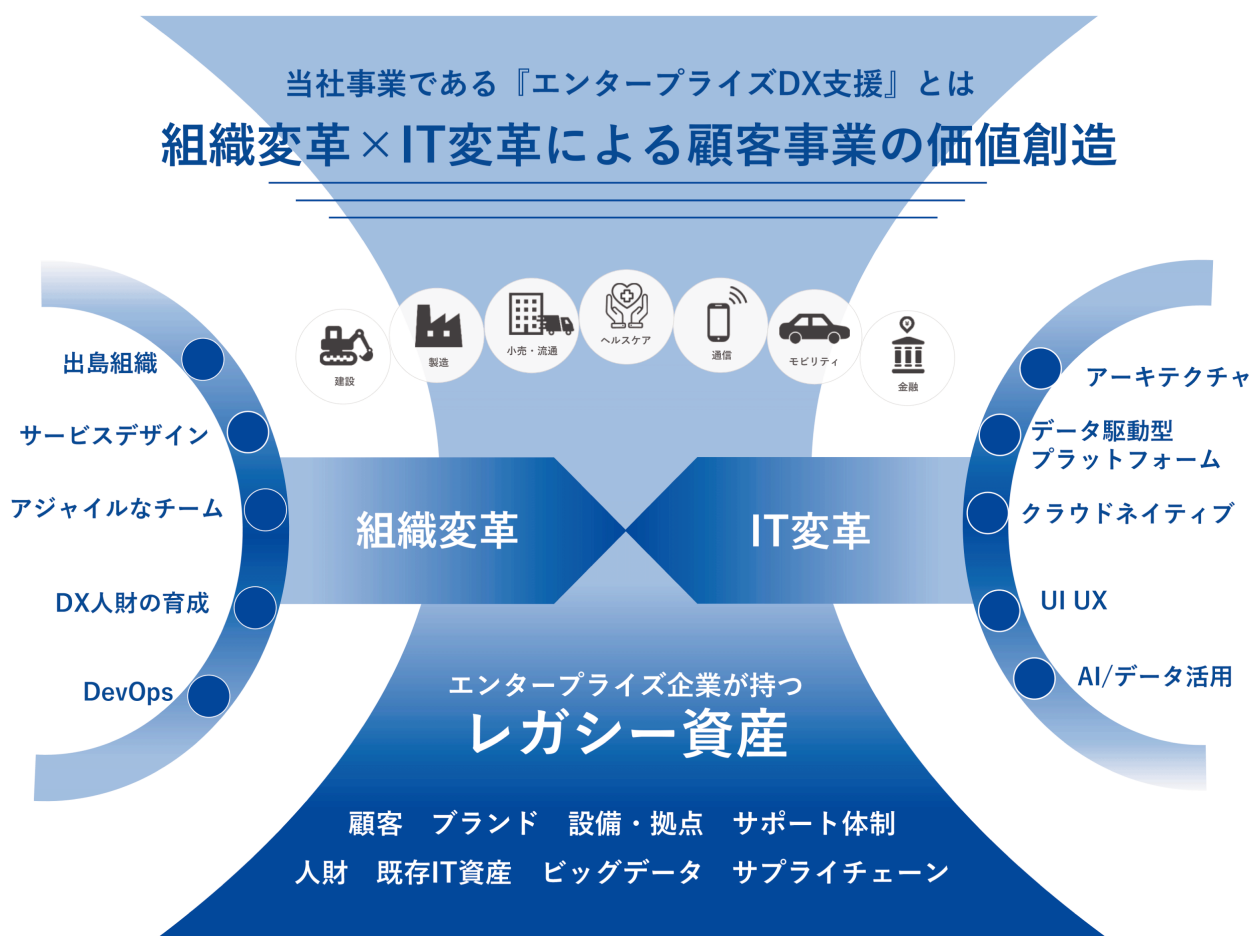 当社事業である『エンタープライズDX支援』とは
組織変革×IT変革による顧客事業の価値創造
建設
製造
小売・流通
ヘルスケア
通信
モビリティ
金融
出島組織
サービスデザイン
アジャイルなチーム
DX人財の育成
DevOps
組織変革
IT変革
アーキテクチャ
データ駆動型
プラットフォーム
クラウドネイティブ
UI UX
AI/データ活用
エンタープライズ企業が持つ
レガシー資産
顧客 ブランド 設備・拠点 サポート体制
人財 既存IT資産 ビッグデータ サプライチェーン